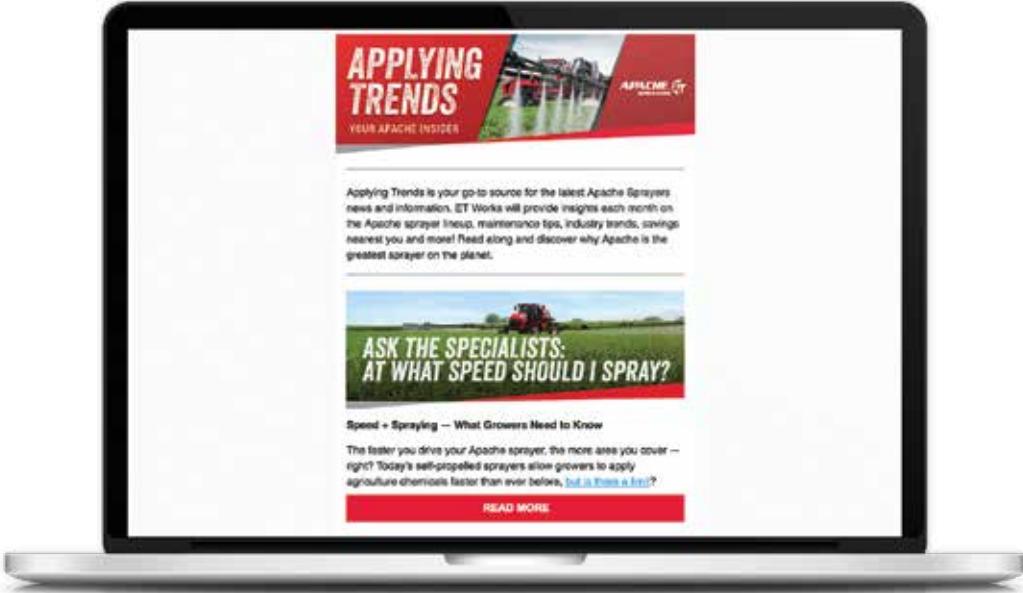 APPLYING
TRENDS
YOUR APACHE INSIDER
APACHE
SPRAYERS
Applying Trends is your go-to source for the latest Apache Sprayers
news and information. ET Works will provide insights each month on
the Apache sprayer lineup, maintenance tips, industry trends, savings
nearest you and more! Read along and discover why Apache is the
greatest sprayer on the planet.
ASK THE SPECIALISTS:
AT WHAT SPEED SHOULD I SPRAY?
Speed + Spraying — What Growers Need to Know
The faster you drive your Apache sprayer, the more area you cover —
right? Today's self-propelled sprayers allow growers to apply
agriculture chemicals faster than ever before, but is there a limit?
READ MORE